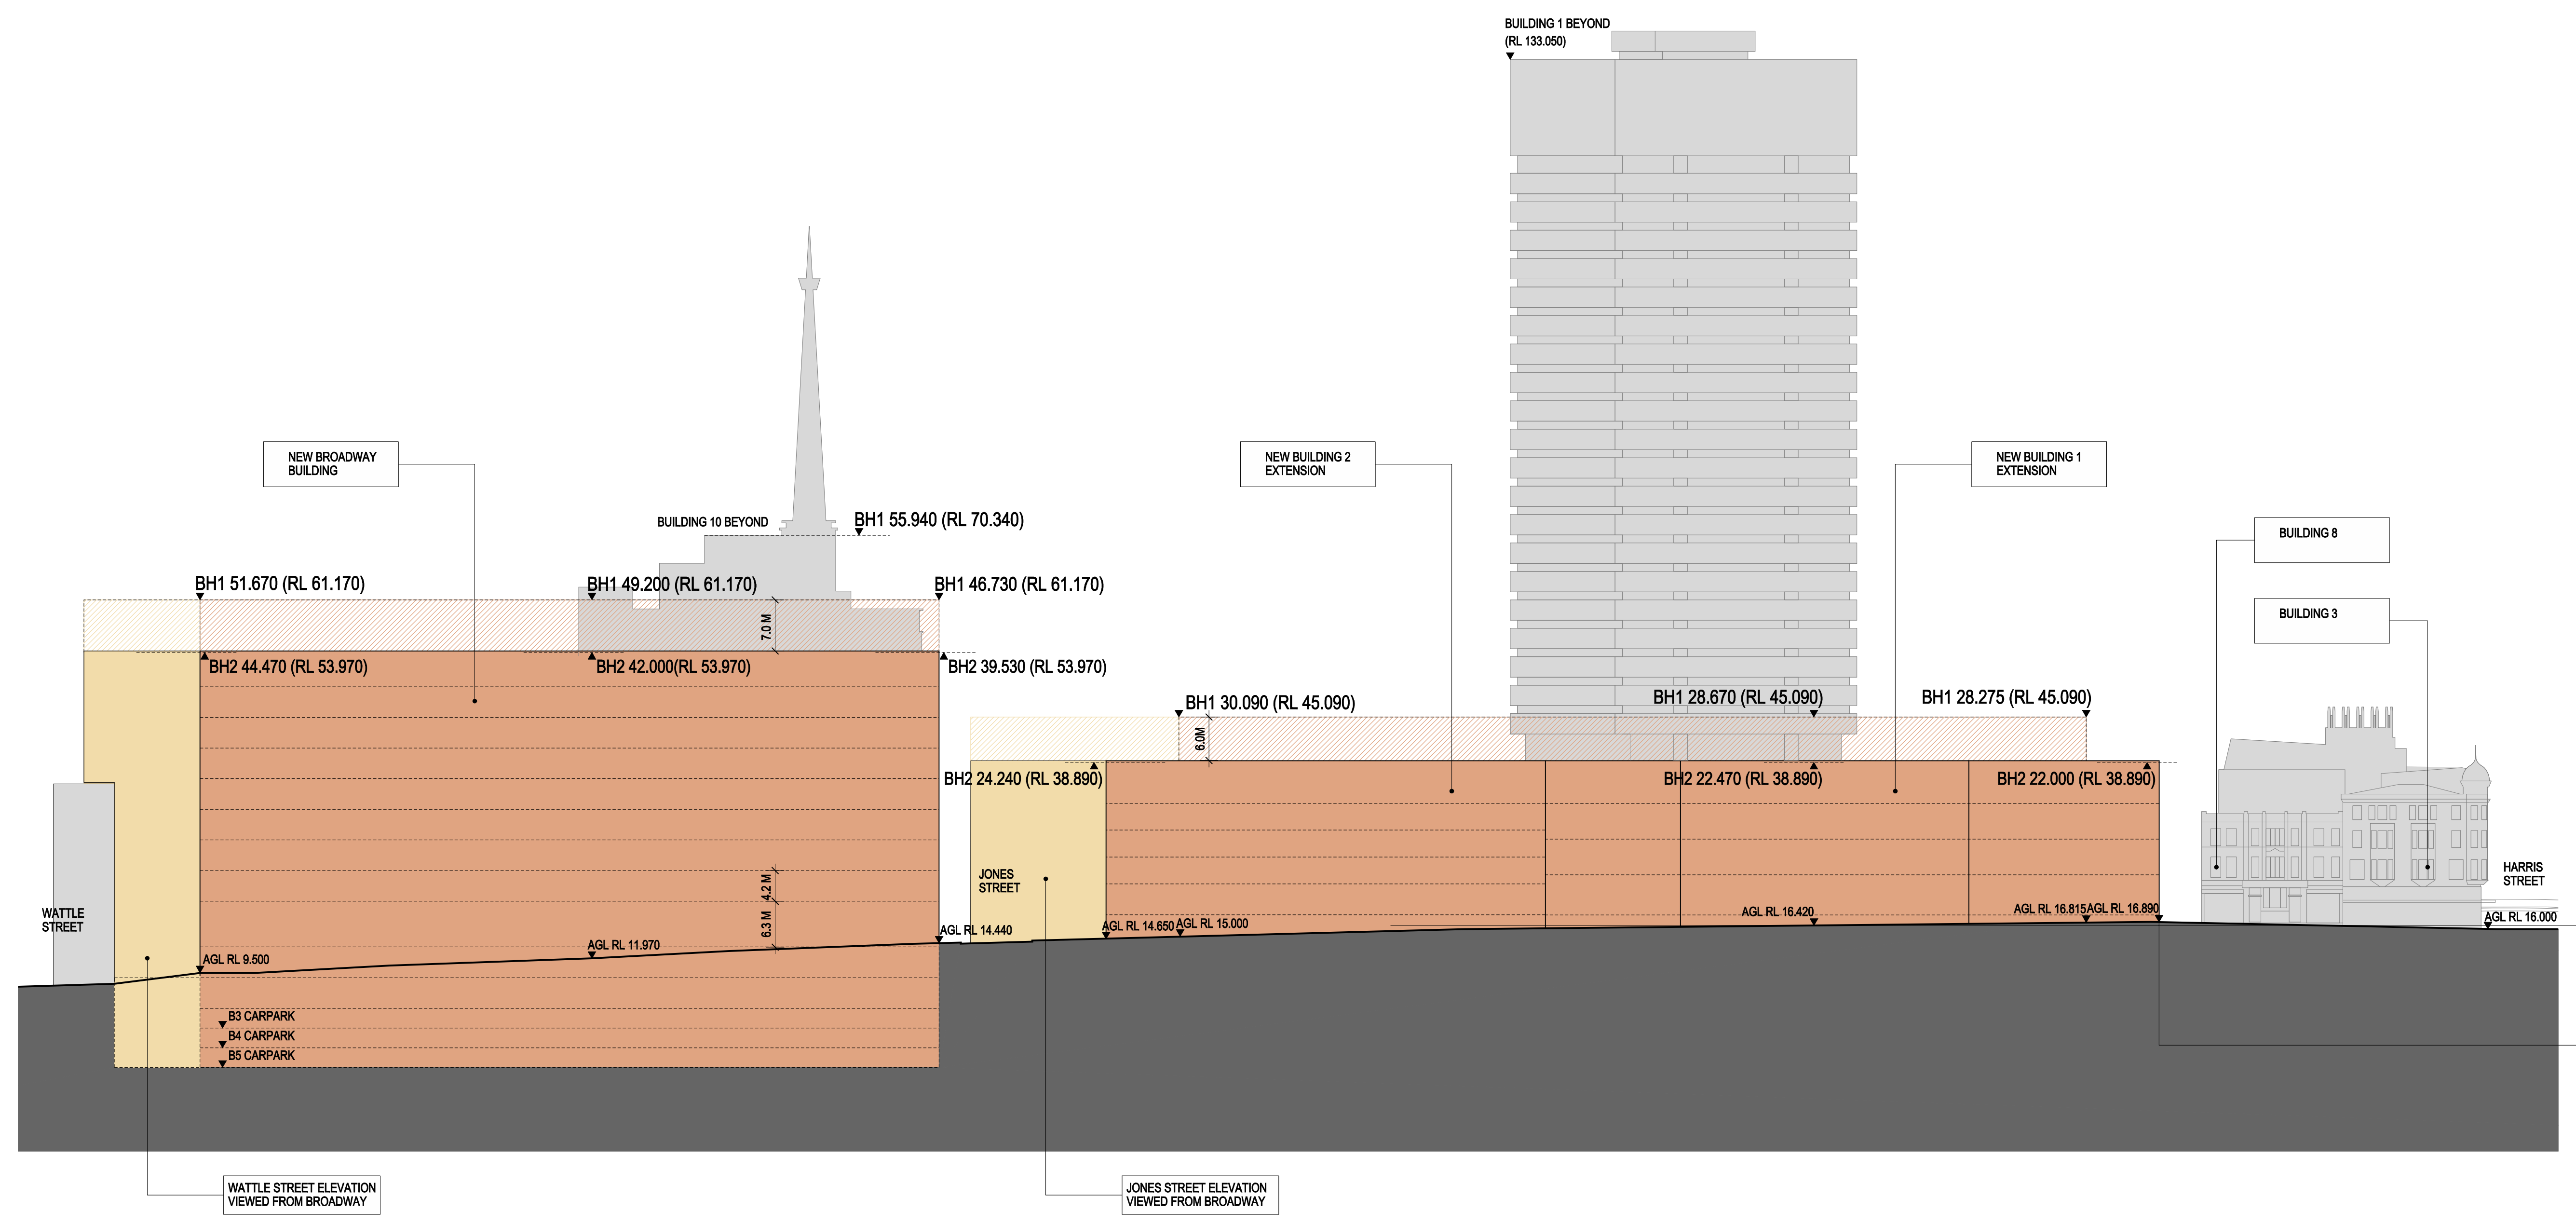 BUILDING 1 BEYOND
(RL 133.050)
NEW BROADWAY
BUILDING
NEW BUILDING 2
EXTENSION
NEW BUILDING 1
EXTENSION
BUILDING 10 BEYOND
BH1 55.940 (RL 70.340)
BUILDING 8
BH1 51.670 (RL 61.170)
BH1 49.200 (RL 61.170)
BH1 46.730 (RL 61.170)
7.0 M
BUILDING 3
BH2 44.470 (RL 53.970)
BH2 42.000(RL 53.970)
BH2 39.530 (RL 53.970)
BH1 30.090 (RL 45.090)
BH1 28.670 (RL 45.090)
BH1 28.275 (RL 45.090)
6.0M
BH2 24.240 (RL 38.890)
BH2 22.470 (RL 38.890)
BH2 22.000 (RL 38.890)
JONES
STREET
HARRIS
STREET
4.2 M
6.3 M
WATTLE
STREET
AGL RL 9.500
AGL RL 11.970
AGL RL 14.440
AGL RL 14.650
AGL RL 15.000
AGL RL 16.420
AGL RL 16.815
AGL RL 16.890
AGL RL 16.000
B3 CARPARK
B4 CARPARK
B5 CARPARK
WATTLE STREET ELEVATION
VIEWED FROM BROADWAY
JONES STREET ELEVATION
VIEWED FROM BROADWAY